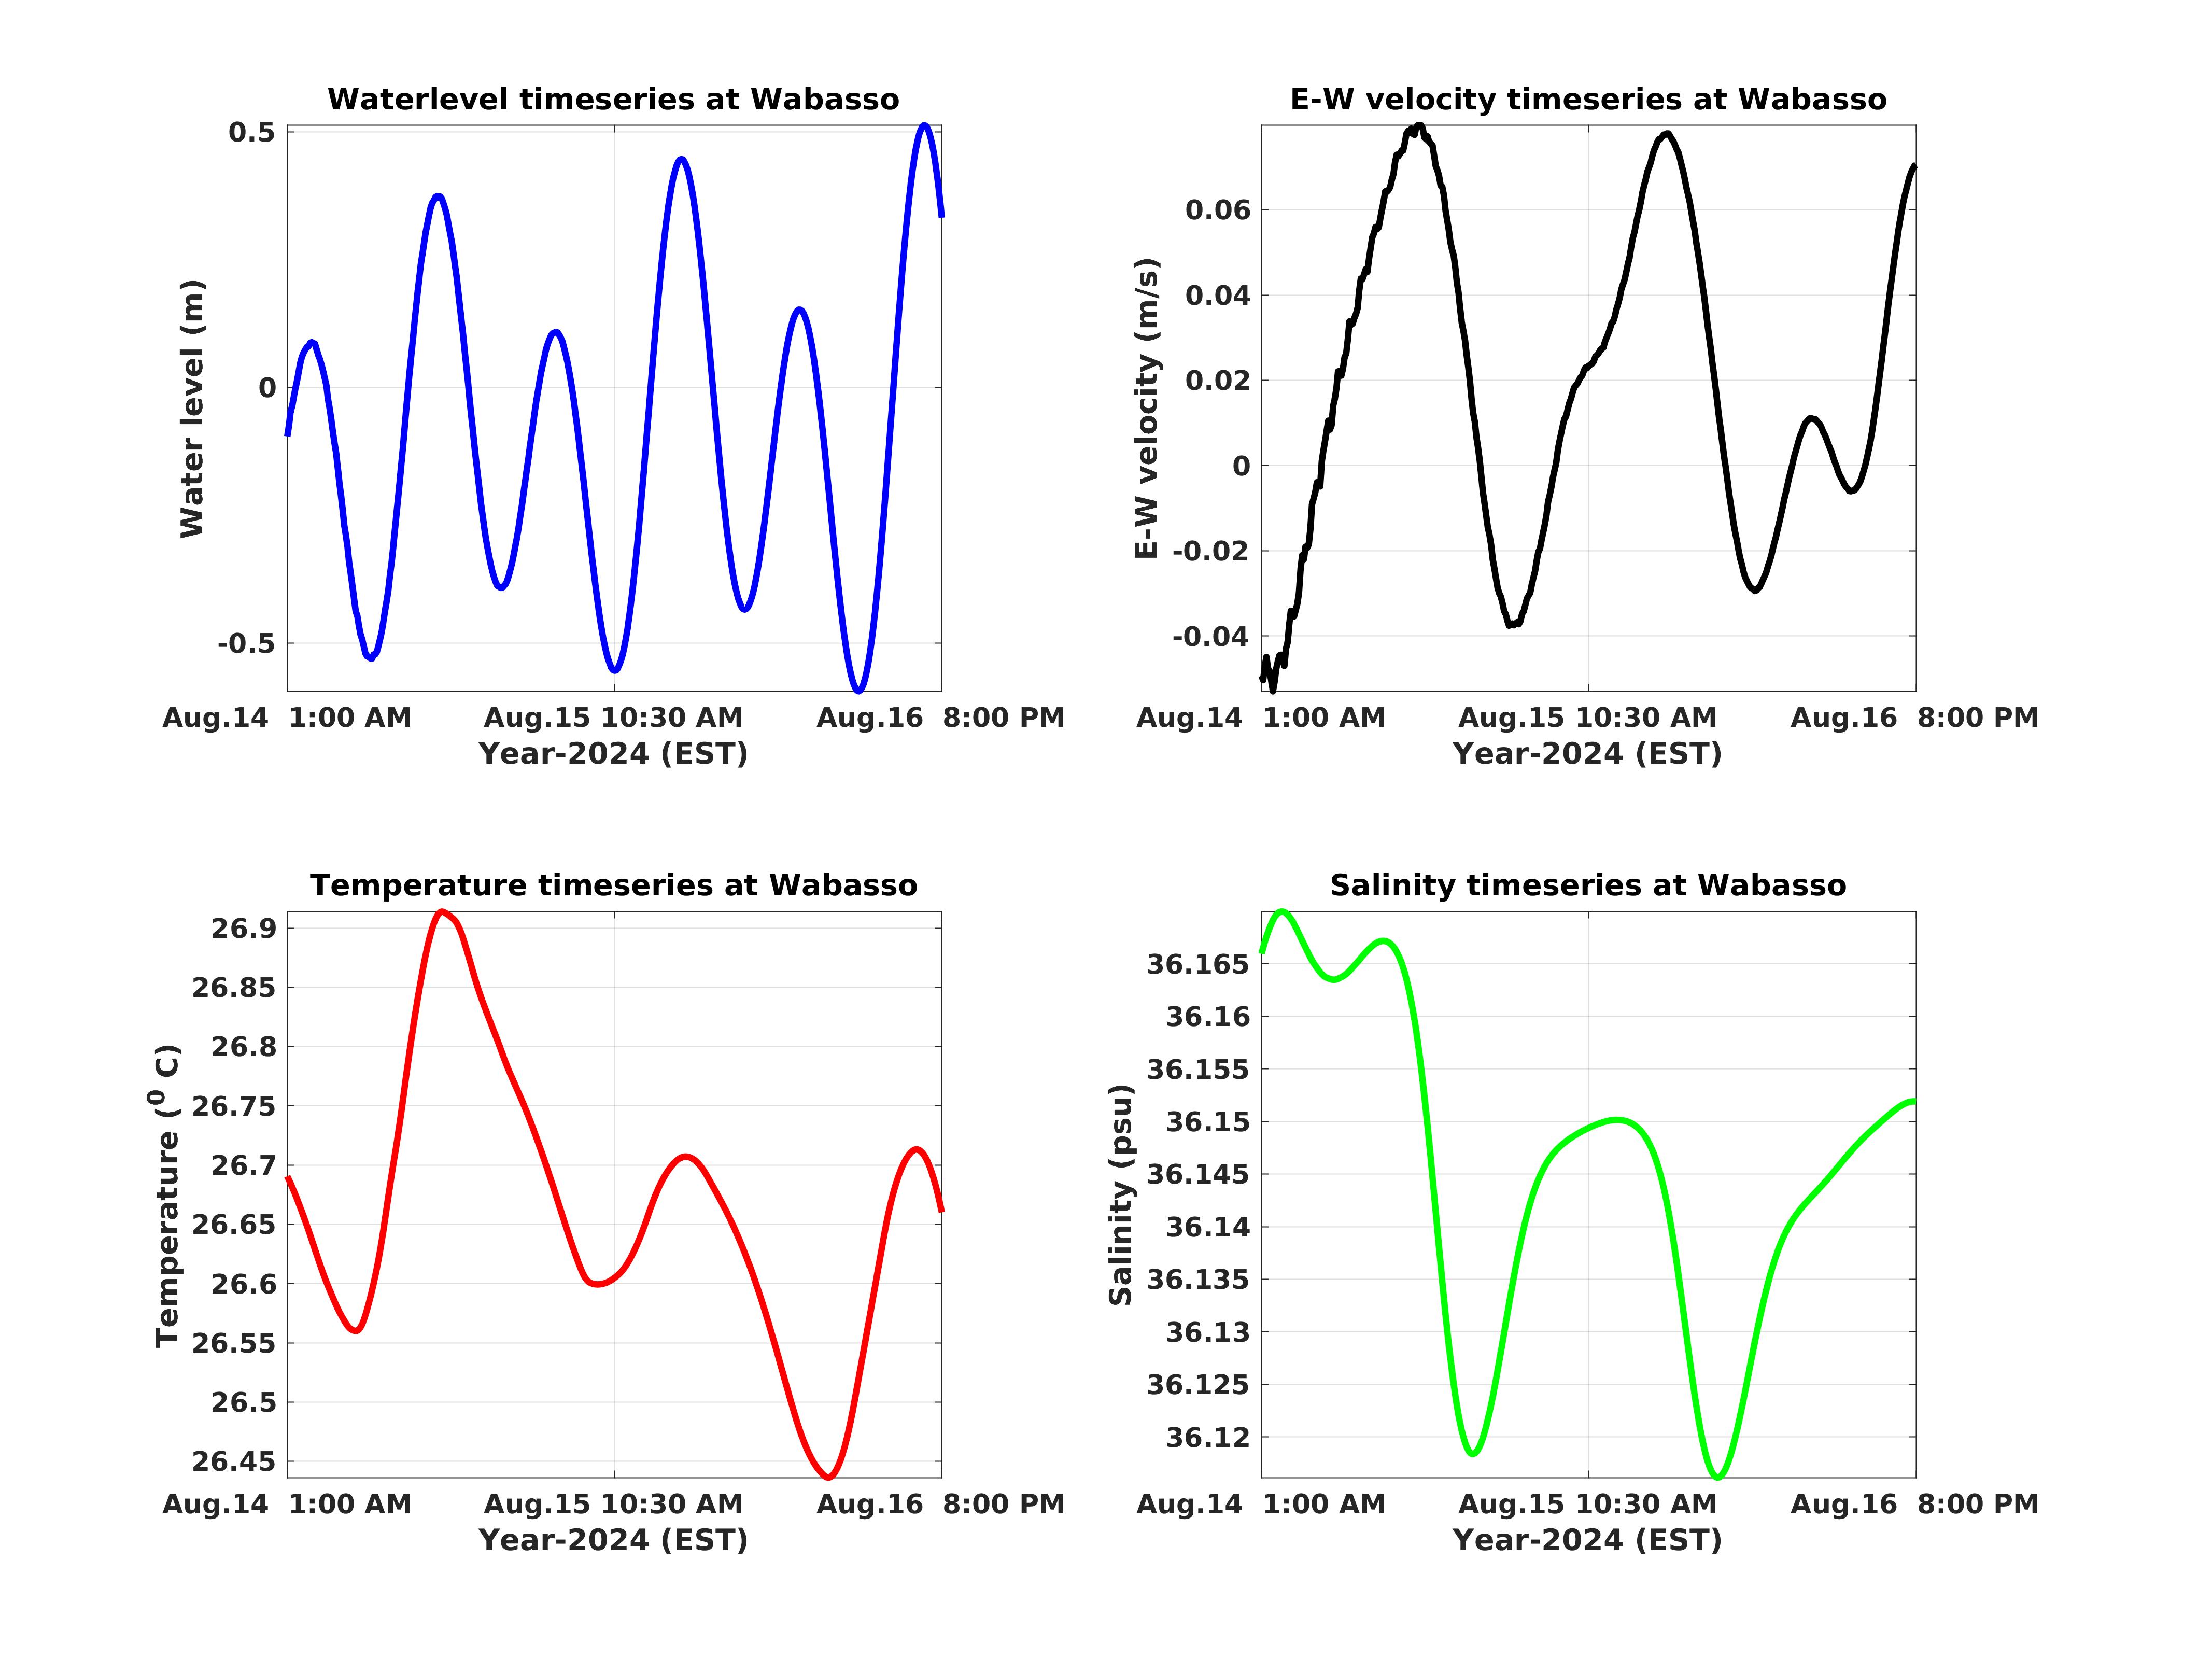 Waterlevel timeseries at Wabasso
0.5
0
-0.5
Water level (m)
Aug.14 1:00 AM
Aug.15 10:30 AM
Aug.16 8:00 PM
Year-2024 (EST)
E-W velocity timeseries at Wabasso
0.06
0.04
0.02
0
-0.02
-0.04
E-W velocity (m/s)
Aug.14 1:00 AM
Aug.15 10:30 AM
Aug.16 8:00 PM
Year-2024 (EST)
Temperature timeseries at Wabasso
26.9
26.85
26.8
26.75
26.7
26.65
26.6
26.55
26.5
26.45
Temperature (⁰ C)
Aug.14 1:00 AM
Aug.15 10:30 AM
Aug.16 8:00 PM
Year-2024 (EST)
Salinity timeseries at Wabasso
36.165
36.16
36.155
36.15
36.145
36.14
36.135
36.13
36.125
36.12
Salinity (psu)
Aug.14 1:00 AM
Aug.15 10:30 AM
Aug.16 8:00 PM
Year-2024 (EST)